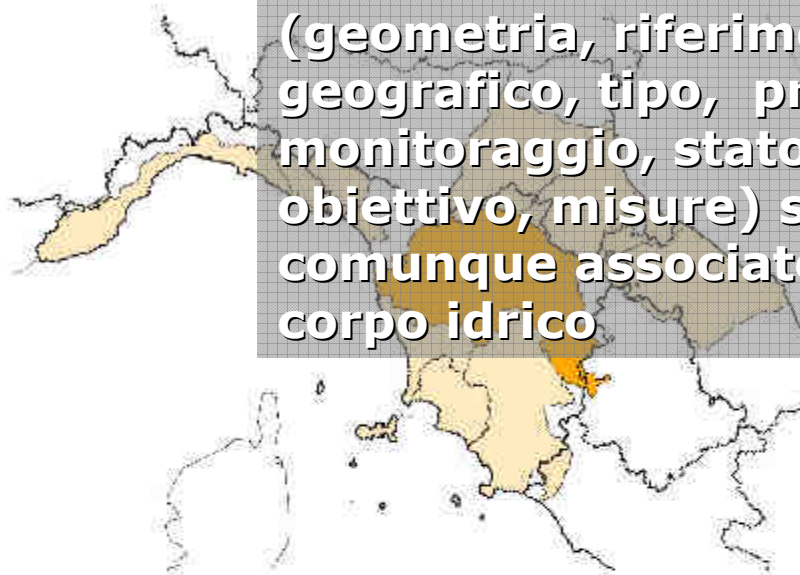 (geometria, riferim
geografico, tipo, pr
monitoraggio, stato
obiettivo, misure) s
comunque associat
corpo idrico